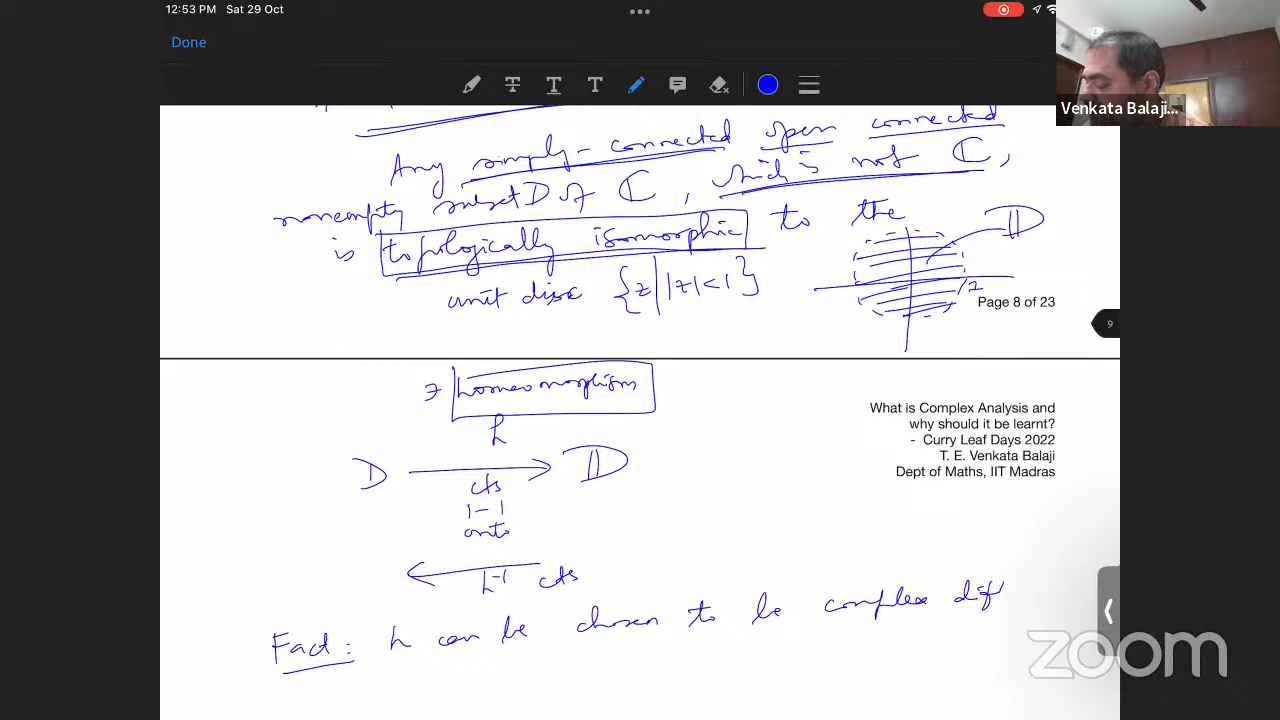 12:53 PM Sat 29 Oct
Done
Venkata Balaji...
Any simply-connected open connected
nonempty subset D of ℂ, which is not ℂ,
is topologically isomorphic to the
unit disc {z | |z|<1}
𝔻
Page 8 of 23
9
∃ homeomorphism
h
D 𝔻
cts
1-1
onto
h⁻¹ cts
What is Complex Analysis and
why should it be learnt?
- Curry Leaf Days 2022
T. E. Venkata Balaji
Dept of Maths, IIT Madras
Fact: h can be chosen to be complex dif
zoom